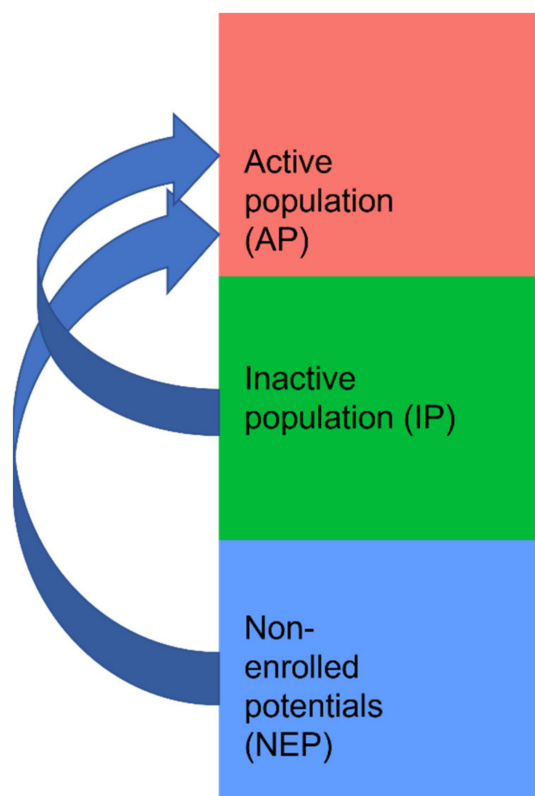 Active
population
(AP)
Inactive
population (IP)
Non-
enrolled
potentials
(NEP)